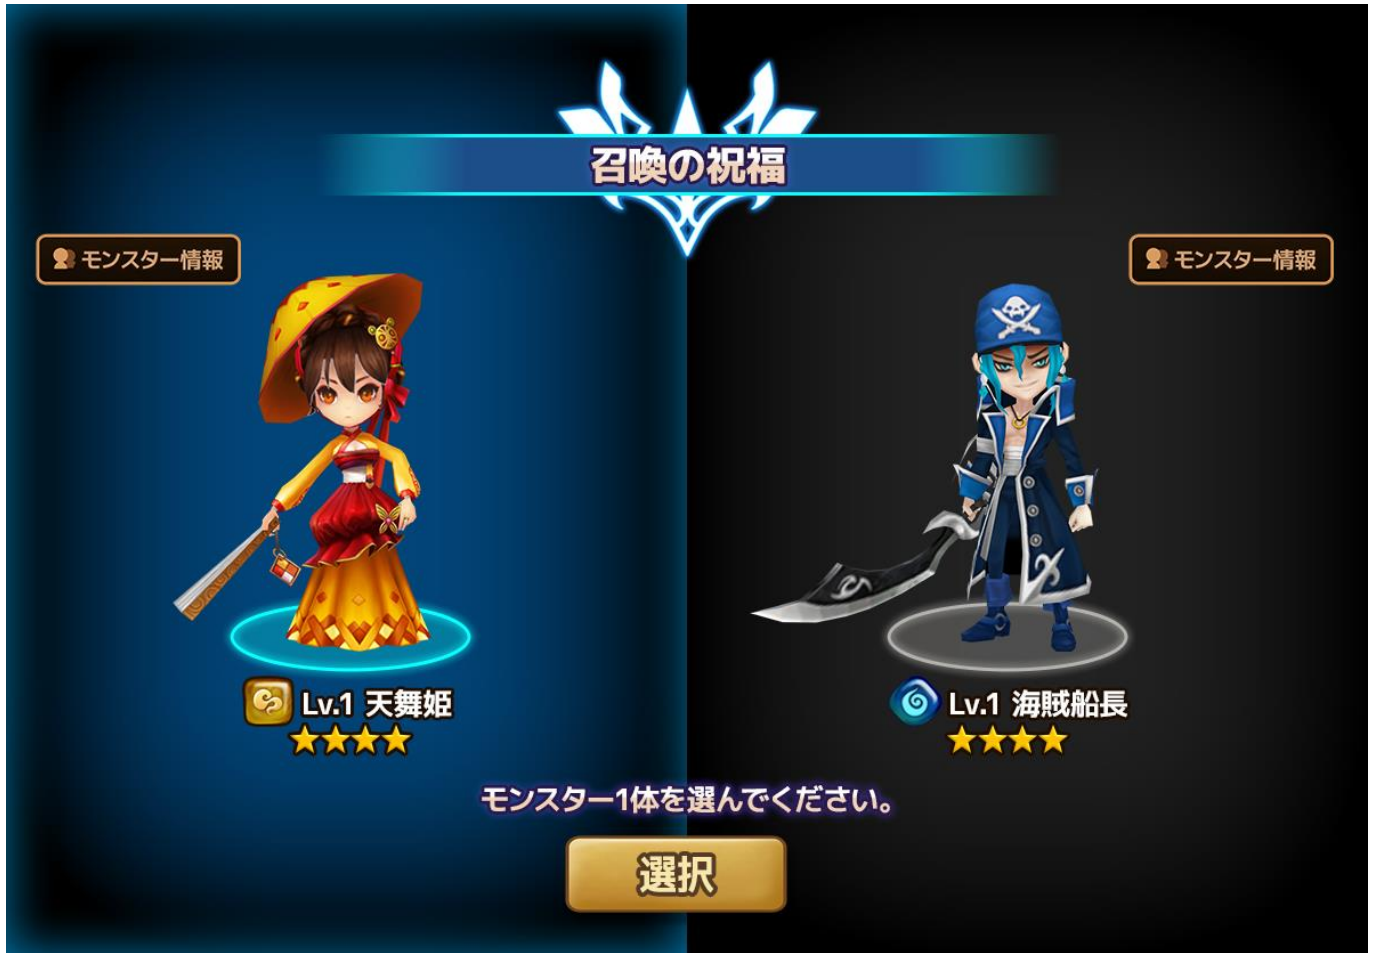 召喚の祝福
モンスター情報
モンスター情報
Lv.1 天舞姫
Lv.1 海賊船長
モンスター1体を選んでください。
選択